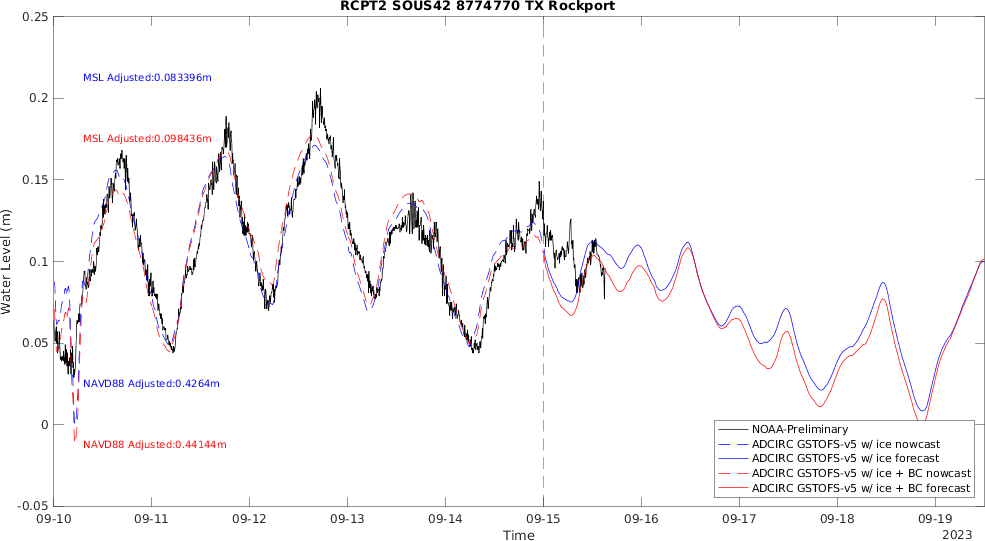 RCPT2 SOUS42 8774770 TX Rockport
0.25
0.2
0.15
0.1
0.05
0
-0.05
Water Level (m)
MSL Adjusted:0.083396m
MSL Adjusted:0.098436m
NAVD88 Adjusted:0.4264m
NAVD88 Adjusted:0.44144m
NOAA-Preliminary
ADCIRC GSTOFS-v5 w/ ice nowcast
ADCIRC GSTOFS-v5 w/ ice forecast
ADCIRC GSTOFS-v5 w/ ice + BC nowcast
ADCIRC GSTOFS-v5 w/ ice + BC forecast
09-10 09-11 09-12 09-13 09-14 09-15 09-16 09-17 09-18 09-19
Time
2023